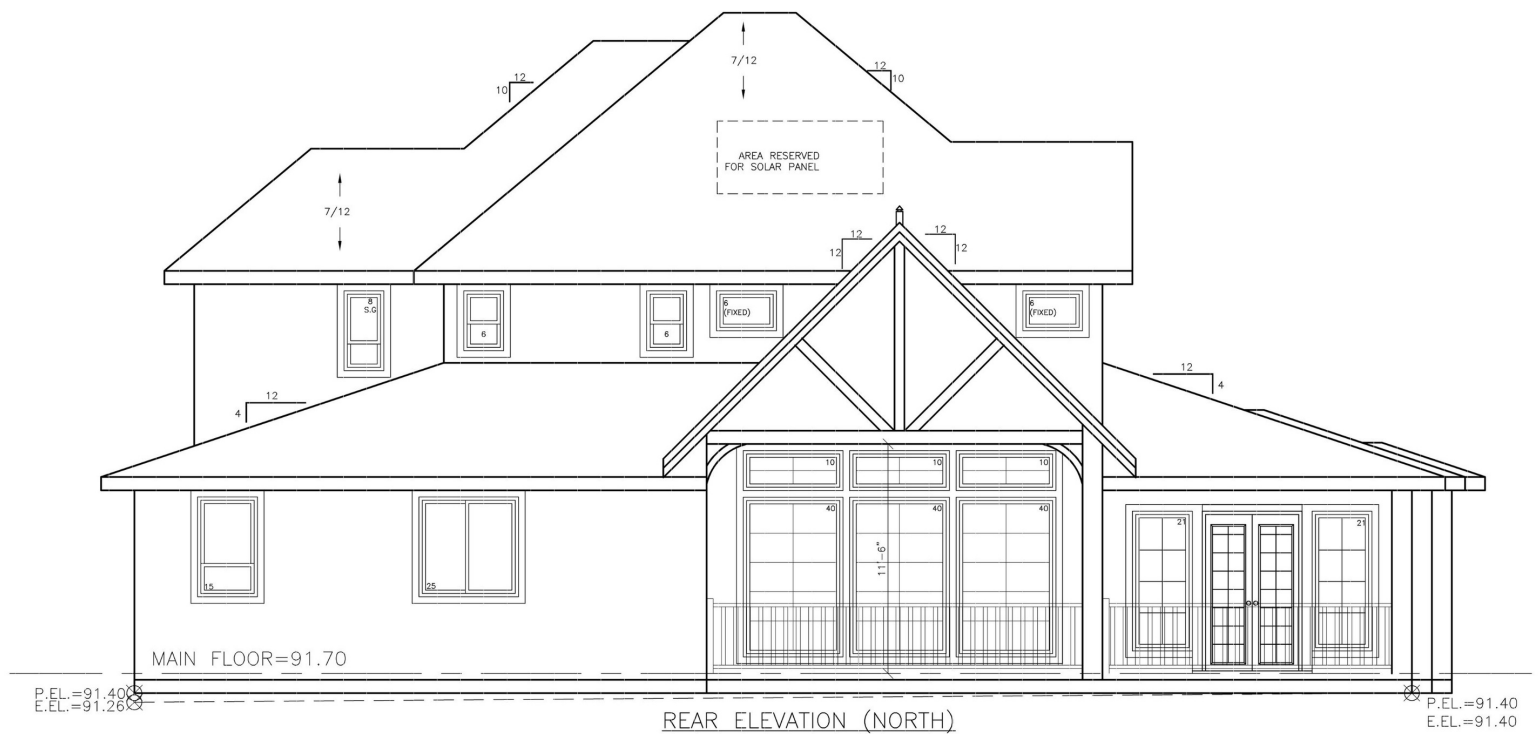 7/12
12
10
12
10
AREA RESERVED
FOR SOLAR PANEL
7/12
12
12
12
12
8
S.G
6
6
6
(FIXED)
6
(FIXED)
12
4
12
4
10
10
10
15
25
40
40
40
11'-6"
21
21
MAIN FLOOR=91.70
P.EL.=91.40
E.EL.=91.26
P.EL.=91.40
E.EL.=91.40
REAR ELEVATION (NORTH)